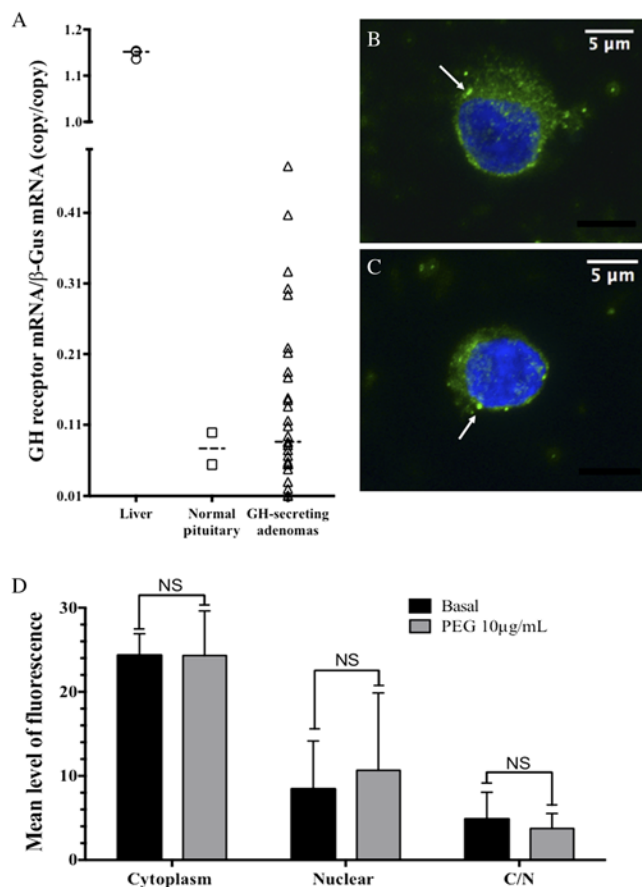 A
GH receptor mRNA/β-Gus mRNA (copy/copy)
1.2
1.1
1.0
0.41
0.31
0.21
0.11
0.01
Liver
Normal
pituitary
GH-secreting
adenomas
B
5 µm
C
5 µm
D
Mean level of fluorescence
30
20
10
0
NS
NS
NS
Basal
PEG 10µg/mL
Cytoplasm
Nuclear
C/N